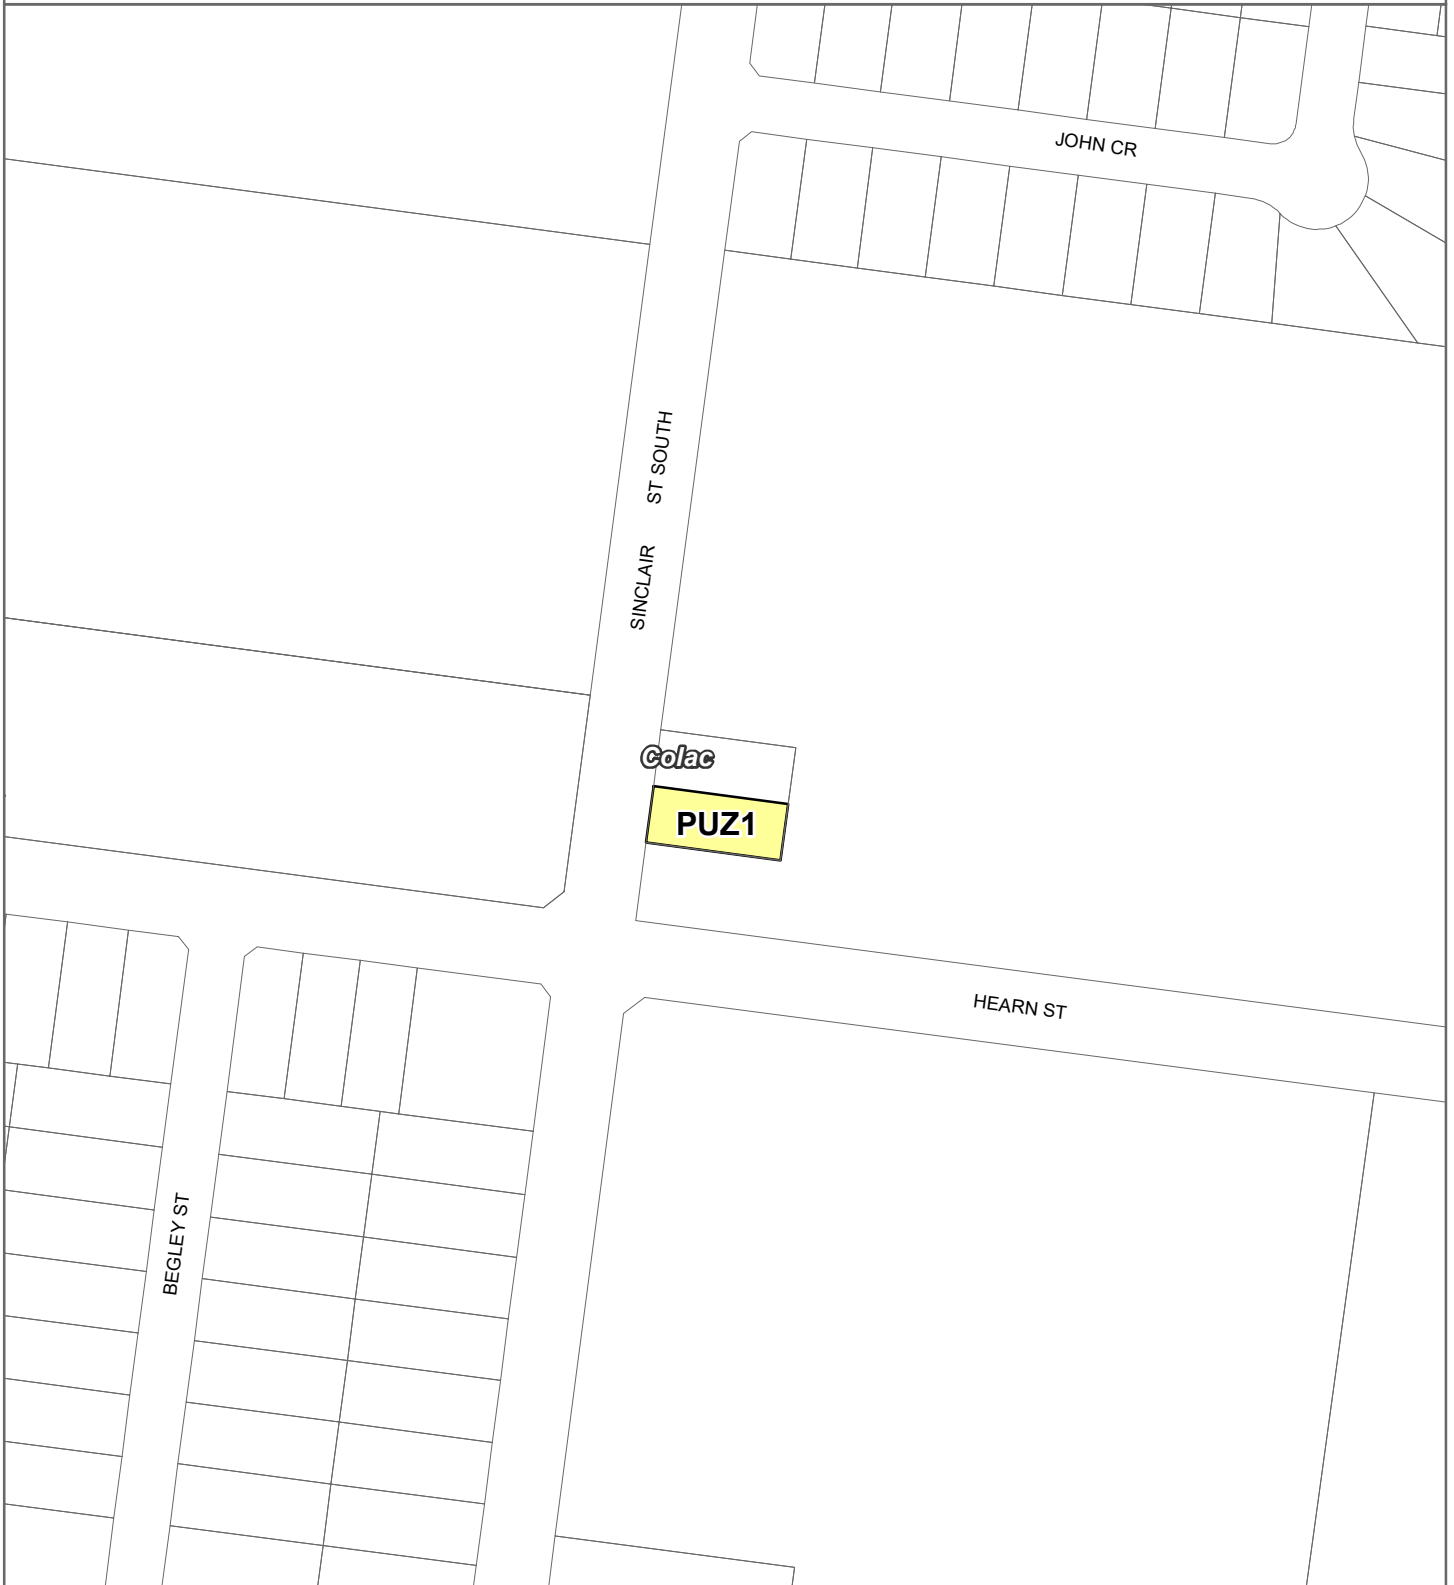 JOHN CR
SINCLAIR ST SOUTH
Colac
PUZ1
HEARN ST
BEGLEY ST